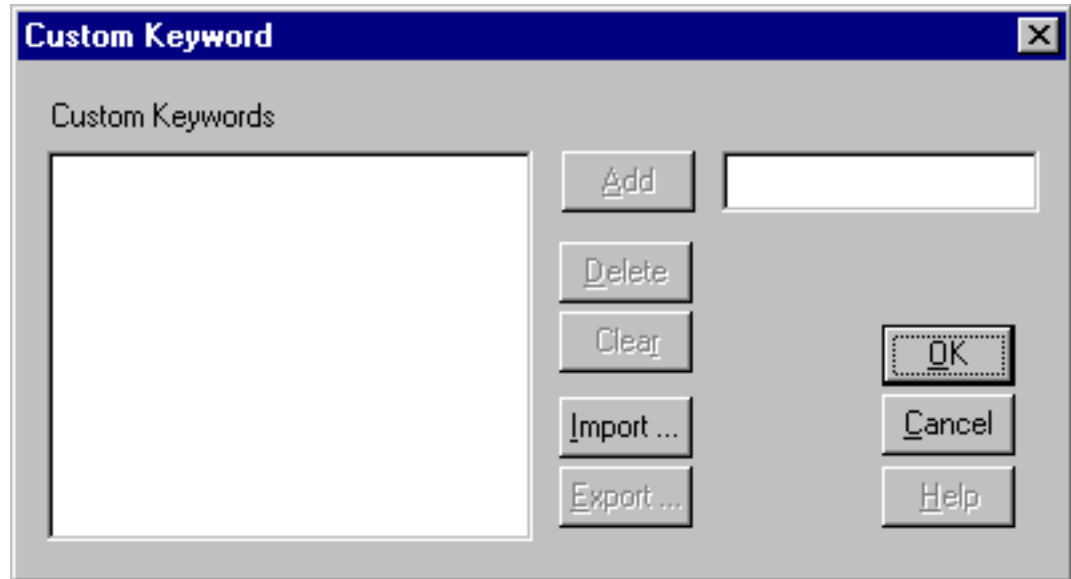 Custom Keyword
Custom Keywords
Add
Delete
Clear
OK
Import ...
Cancel
Export ...
Help